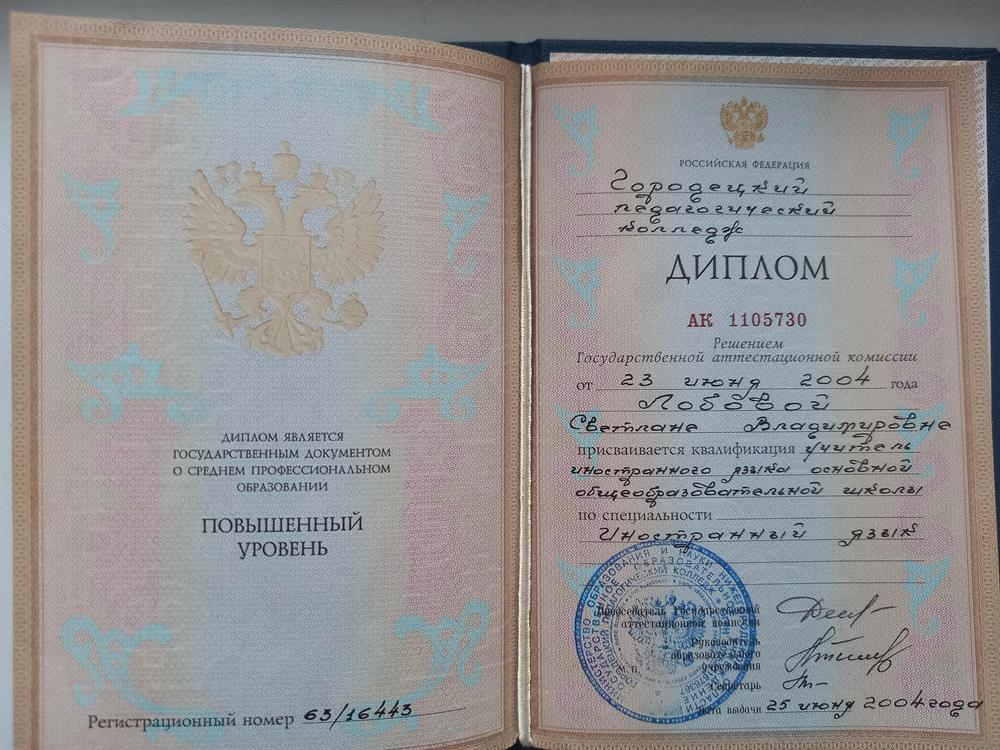 ДИПЛОМ ЯВЛЯЕТСЯ
ГОСУДАРСТВЕННЫМ ДОКУМЕНТОМ
О СРЕДНЕМ ПРОФЕССИОНАЛЬНОМ
ОБРАЗОВАНИИ
ПОВЫШЕННЫЙ
УРОВЕНЬ
Регистрационный номер 63/16443
РОССИЙСКАЯ ФЕДЕРАЦИЯ
Городецкий
педагогический
колледж
ДИПЛОМ
АК 1105730
Решением
Государственной аттестационной комиссии
от 23 июня 2004 года
Лобовой
Светлане Владимировне
присваивается квалификация учитель
иностранного языка основной
общеобразовательной школы
по специальности
Иностранный язык
Председатель Государственной
аттестационной комиссии
Руководитель
образовательного
учреждения
М.П.
Секретарь
Дата выдачи 25 июня 2004 года